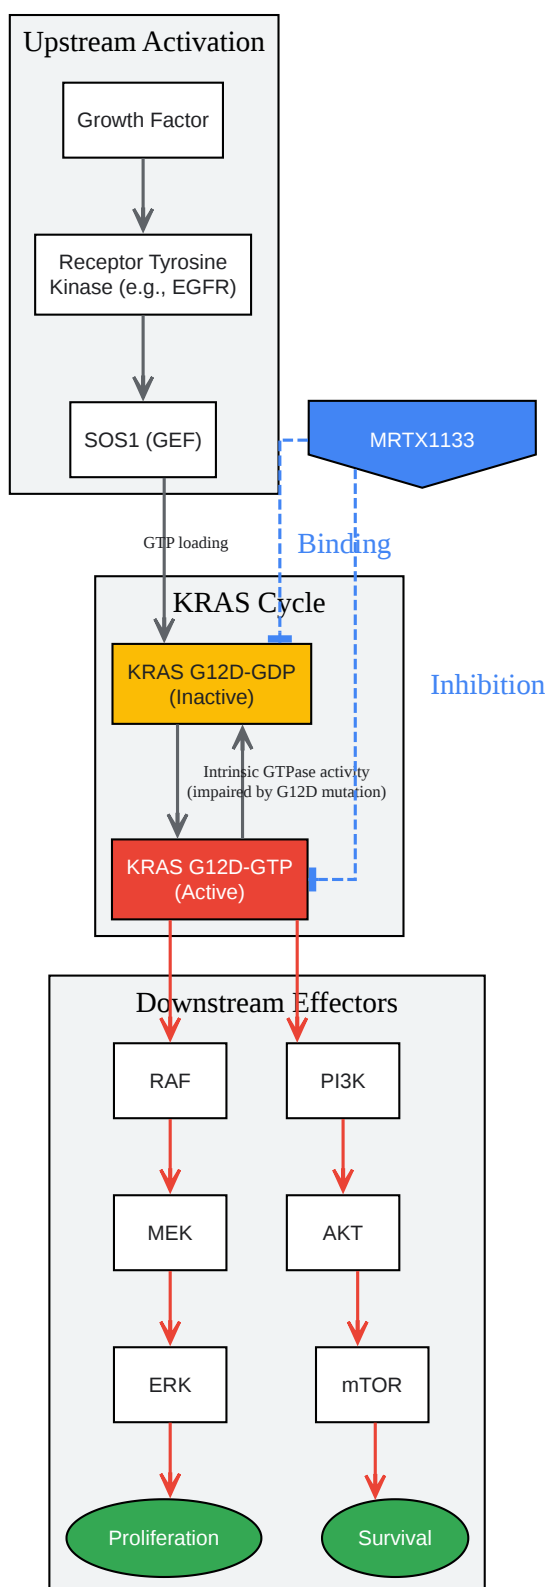 Upstream Activation
Growth Factor
Receptor Tyrosine
Kinase (e.g., EGFR)
SOS1 (GEF)
MRTX1133
GTP loading
Binding
KRAS Cycle
KRAS G12D-GDP
(Inactive)
Inhibition
Intrinsic GTPase activity
(impaired by G12D mutation)
KRAS G12D-GTP
(Active)
Downstream Effectors
RAF
PI3K
MEK
AKT
ERK
mTOR
Proliferation
Survival